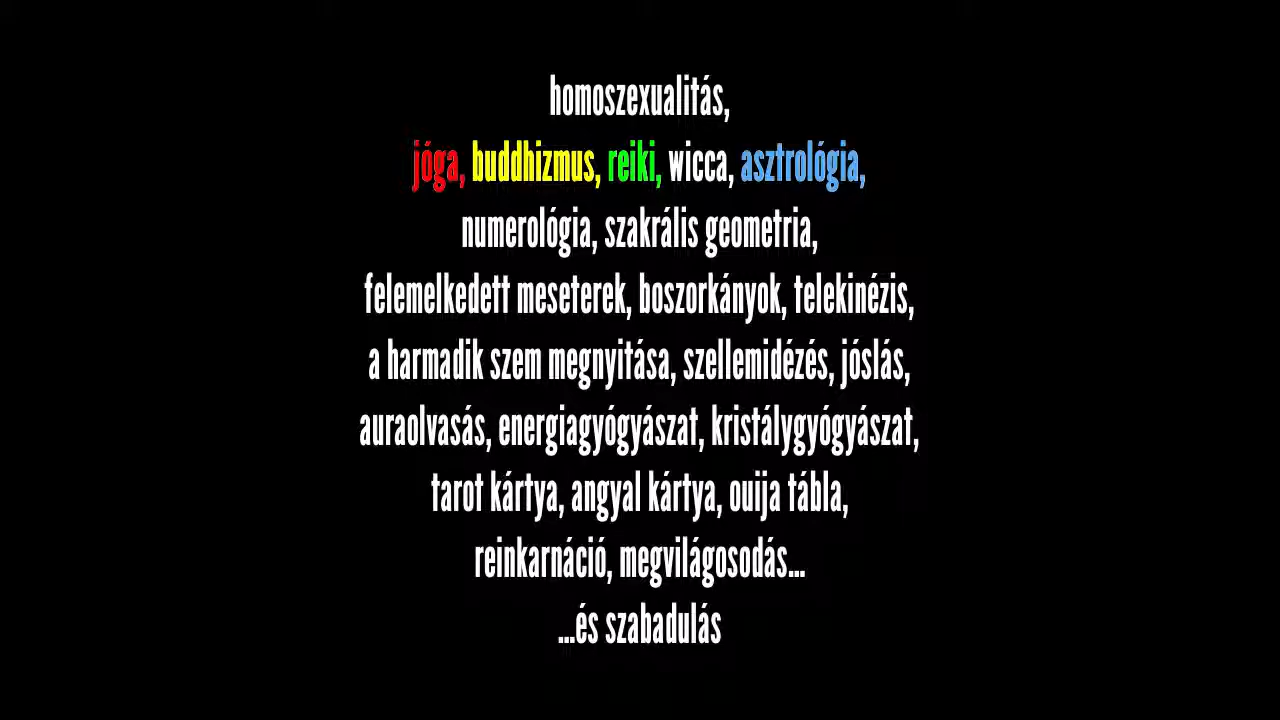 homoszexualitás,
jóga, buddhizmus, reiki, wicca, asztrológia,
numerológia, szakrális geometria,
felemelkedett meseterek, boszorkányok, telekinézis,
a harmadik szem megnyitása, szellemidézés, jóslás,
auraolvasás, energiagyógyászat, kristálygyógyászat,
tarot kártya, angyal kártya, ouija tábla,
reinkarnáció, megvilágosodás...
...és szabadulás